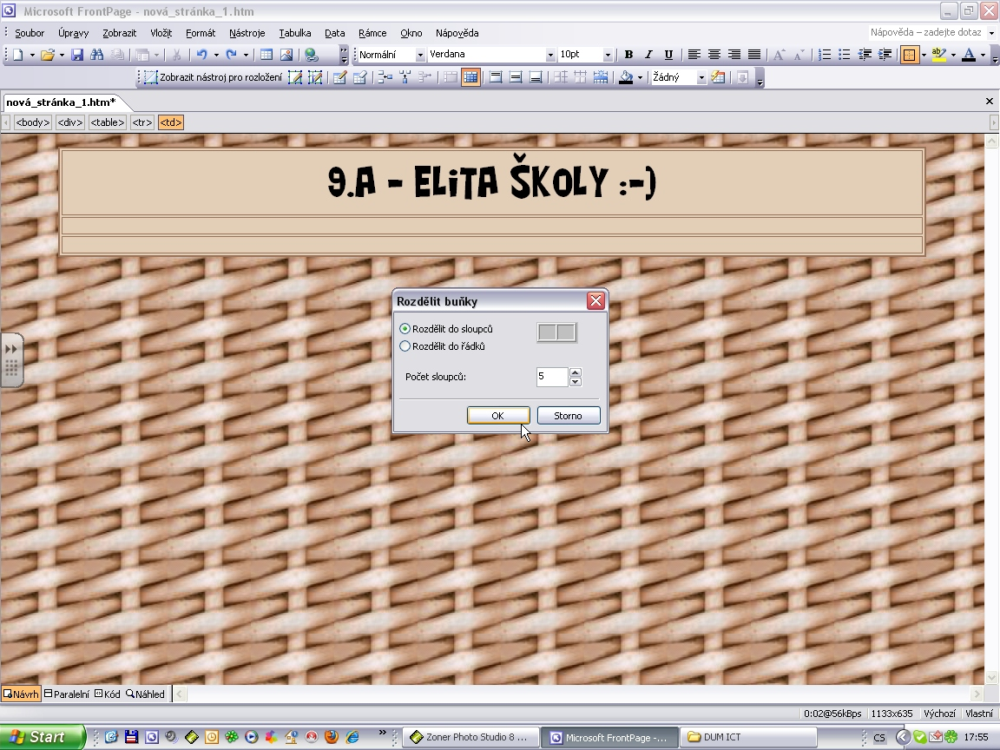 Microsoft FrontPage - nová_stránka_1.htm
Soubor Úpravy Zobrazit Vložit Formát Nástroje Tabulka Data Rámce Okno Nápověda Nápověda – zadejte dotaz
Normální Verdana 10pt B I U A A ab A
Zobrazit nástroj pro rozložení Žádný
nová_stránka_1.htm*
<body> <div> <table> <tr> <td>
9.A - ELiTA ŠKOLY :-)
Rozdělit buňky
Rozdělit do sloupců
Rozdělit do řádků
Počet sloupců: 5
OK Storno
Návrh Paralelní Kód Náhled
0:02@56kBps 1133x635 Výchozí Vlastní
Start Zoner Photo Studio 8 ... Microsoft FrontPage -... DUM ICT CS 17:55